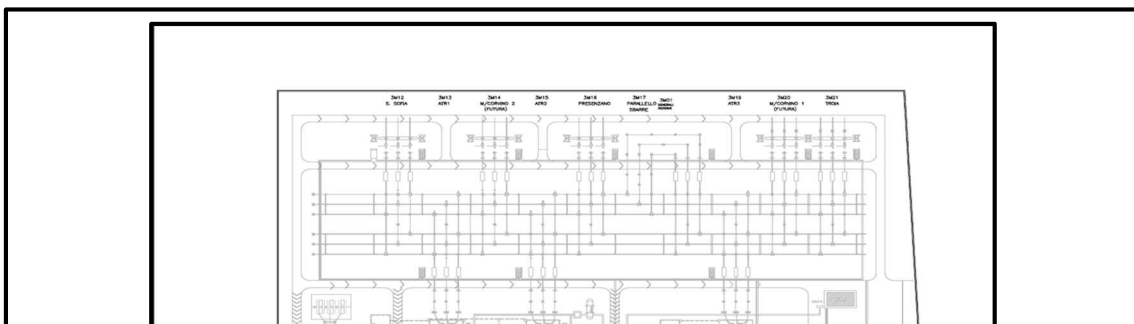 3M12
S. SOFIA
3M13
ATR1
3M14
M/CORVINO 2
(FUTURA)
3M15
ATR2
3M16
PRESENZANO
3M17
PARALLELO
SBARRE
3M01
3M19
ATR3
3M20
M/CORVINO 1
(FUTURA)
3M21
TROIA